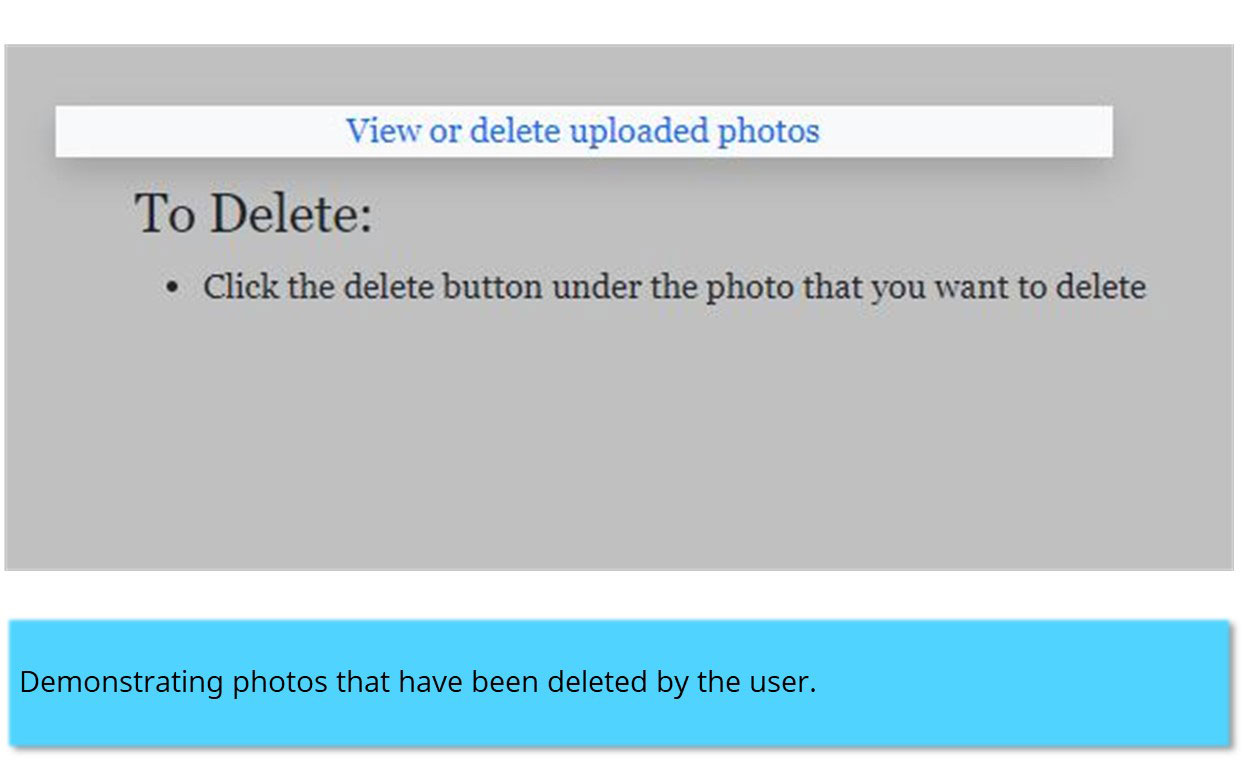 View or delete uploaded photos
To Delete:
• Click the delete button under the photo that you want to delete
Demonstrating photos that have been deleted by the user.